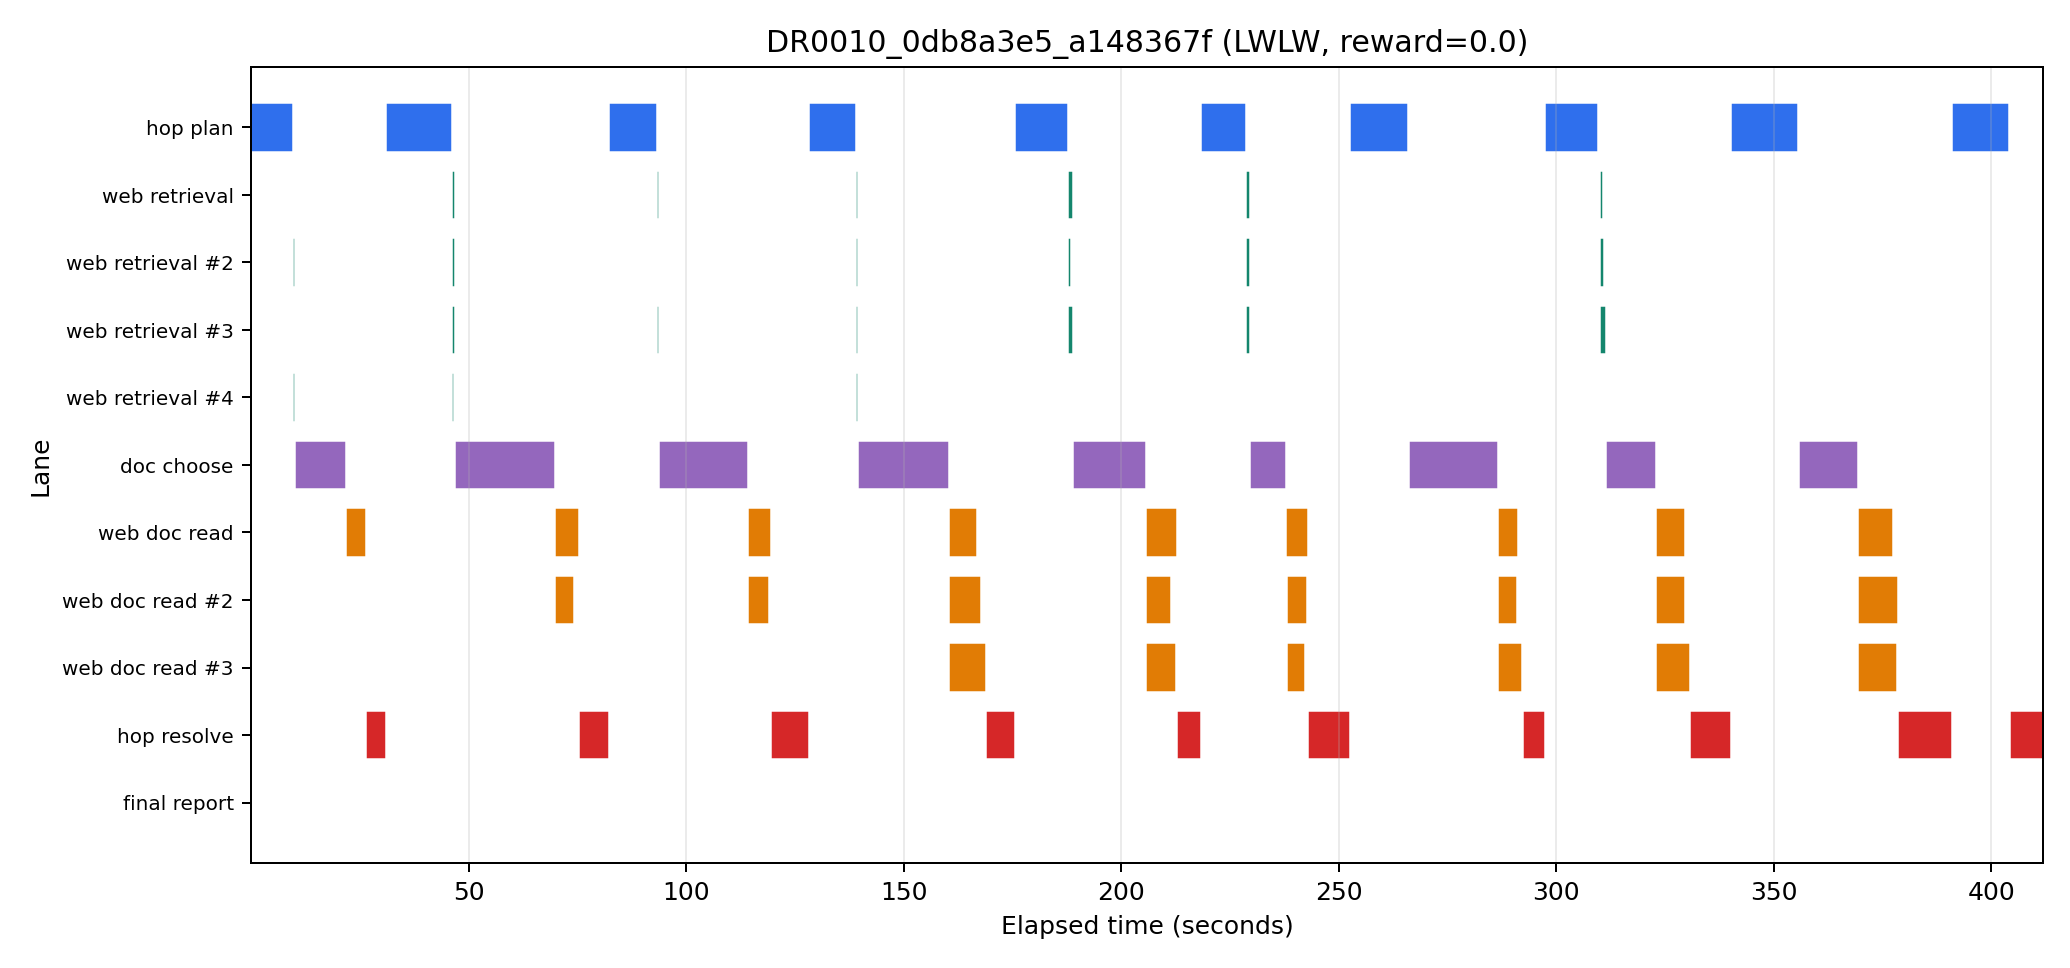 DR0010_0db8a3e5_a148367f (LWLW, reward=0.0)
hop plan
web retrieval
web retrieval #2
web retrieval #3
web retrieval #4
doc choose
web doc read
web doc read #2
web doc read #3
hop resolve
final report
Lane
50 100 150 200 250 300 350 400
Elapsed time (seconds)